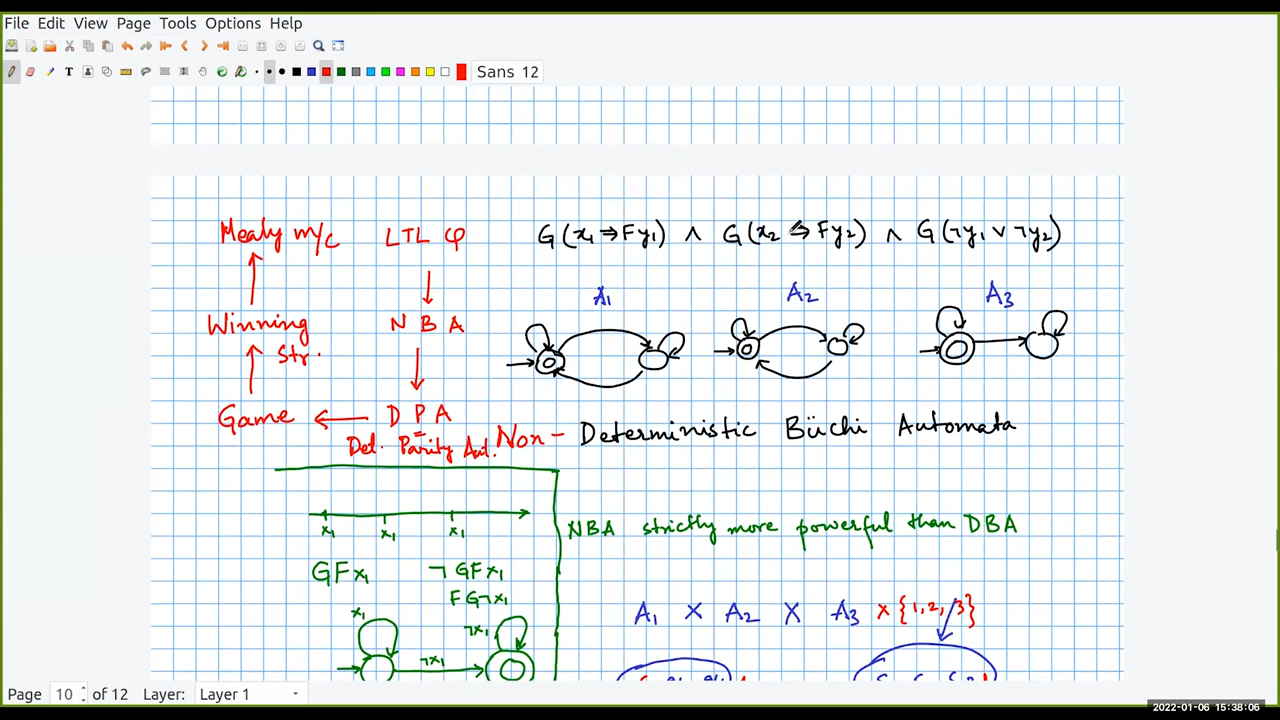 File Edit View Page Tools Options Help
Sans 12
Mealy m/c LTL φ G(x₁ ⇒ Fy₁) ∧ G(x₂ ⇒ Fy₂) ∧ G(¬y₁ ∨ ¬y₂)
A₁ A₂ A₃
Winning N B A
Str.
Game D P A
Det. Parity Aut. Non- Deterministic Büchi Automata
x₁ x₁ x₁
NBA strictly more powerful than DBA
GFx₁ ¬GFx₁
FG¬x₁
A₁ X A₂ X A₃ x {1,2,3}
x₁ ¬x₁
¬x₁
Page 10 of 12 Layer: Layer 1
2022-01-06 15:38:06